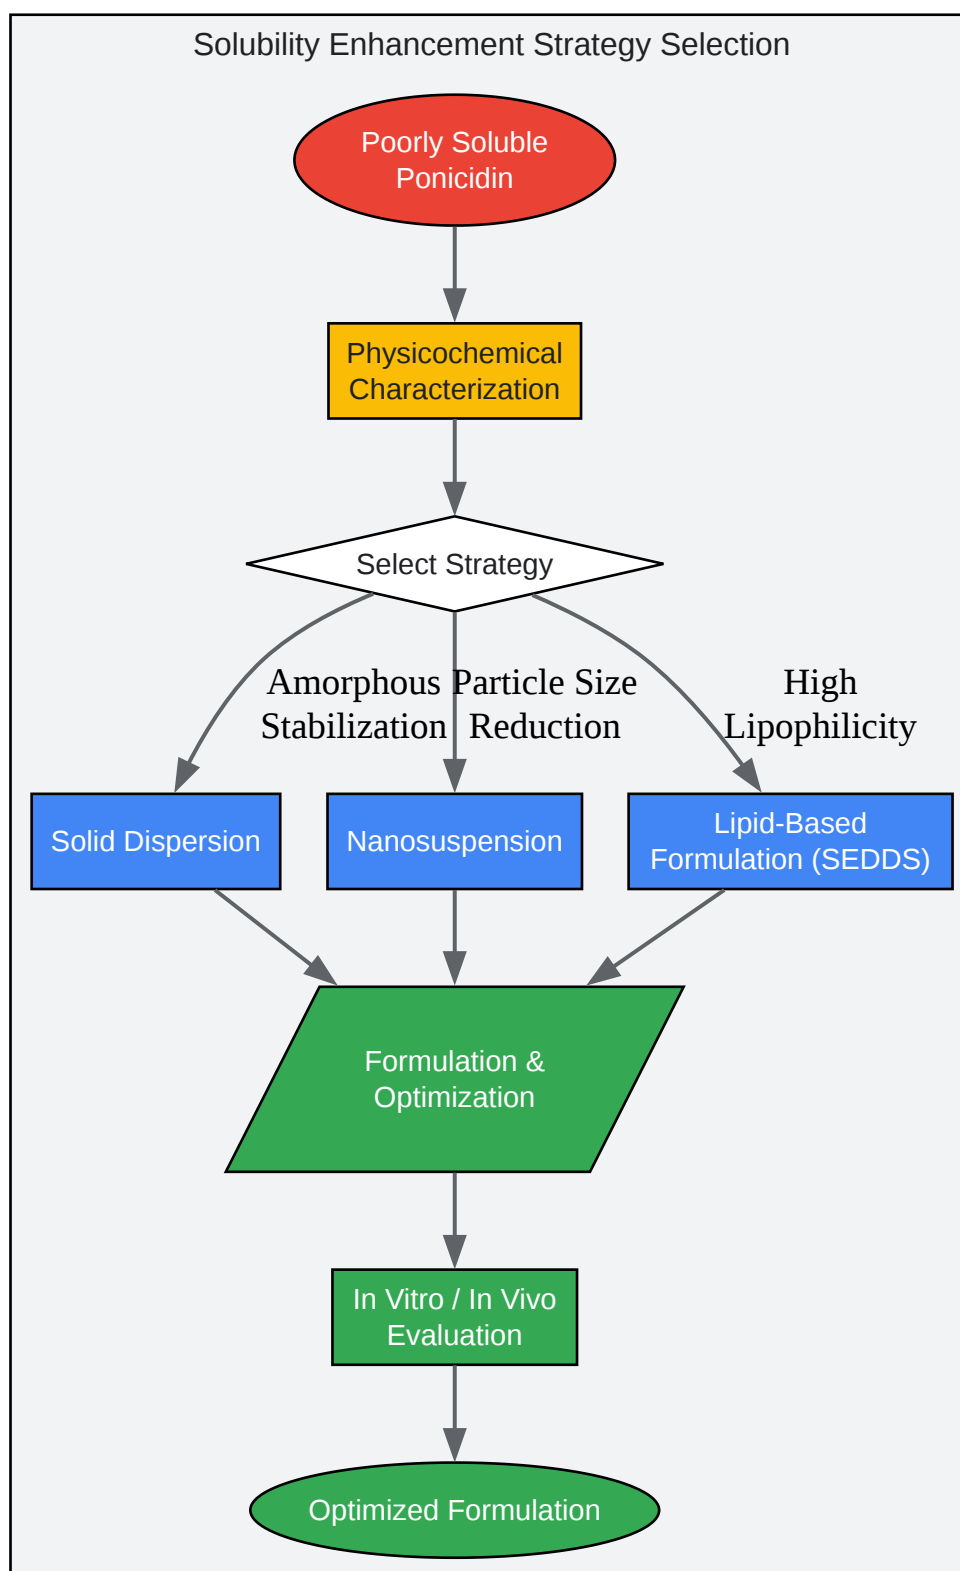 Solubility Enhancement Strategy Selection
Poorly Soluble
Ponicidin
Physicochemical
Characterization
Select Strategy
Amorphous
Stabilization
Particle Size
Reduction
High
Lipophilicity
Solid Dispersion
Nanosuspension
Lipid-Based
Formulation (SEDDS)
Formulation &
Optimization
In Vitro / In Vivo
Evaluation
Optimized Formulation